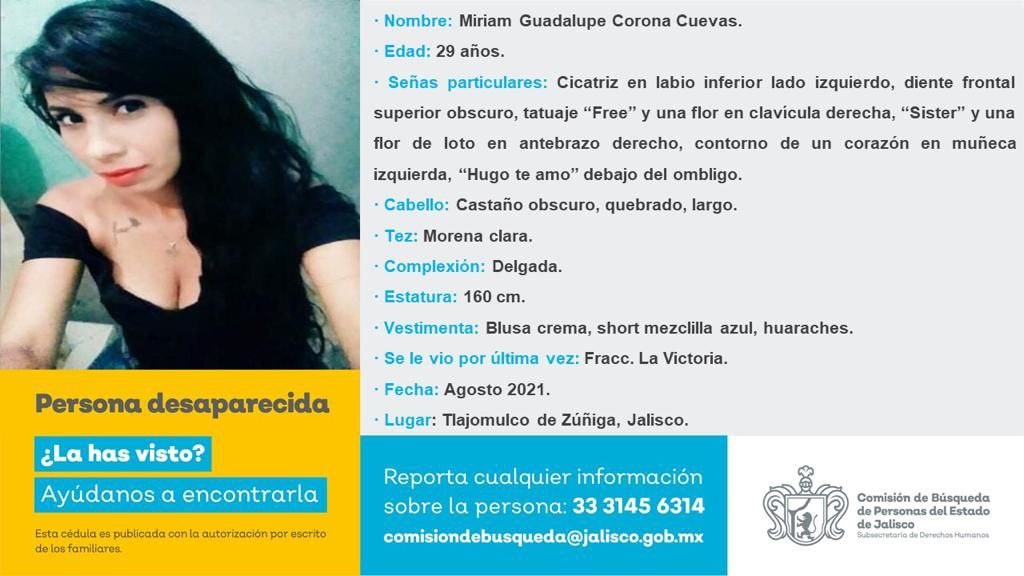 · Nombre: Miriam Guadalupe Corona Cuevas.
· Edad: 29 años.
· Señas particulares: Cicatriz en labio inferior lado izquierdo, diente frontal
superior obscuro, tatuaje “Free” y una flor en clavícula derecha, “Sister” y una
flor de loto en antebrazo derecho, contorno de un corazón en muñeca
izquierda, “Hugo te amo” debajo del ombligo.
· Cabello: Castaño obscuro, quebrado, largo.
· Tez: Morena clara.
· Complexión: Delgada.
· Estatura: 160 cm.
· Vestimenta: Blusa crema, short mezclilla azul, huaraches.
· Se le vio por última vez: Fracc. La Victoria.
· Fecha: Agosto 2021.
· Lugar: Tlajomulco de Zúñiga, Jalisco.
Persona desaparecida
¿La has visto?
Ayúdanos a encontrarla
Esta cédula es publicada con la autorización por escrito
de los familiares.
Reporta cualquier información
sobre la persona: 33 3145 6314
comisiondebusqueda@jalisco.gob.mx
Comisión de Búsqueda
de Personas del Estado
de Jalisco
Subsecretaría de Derechos Humanos